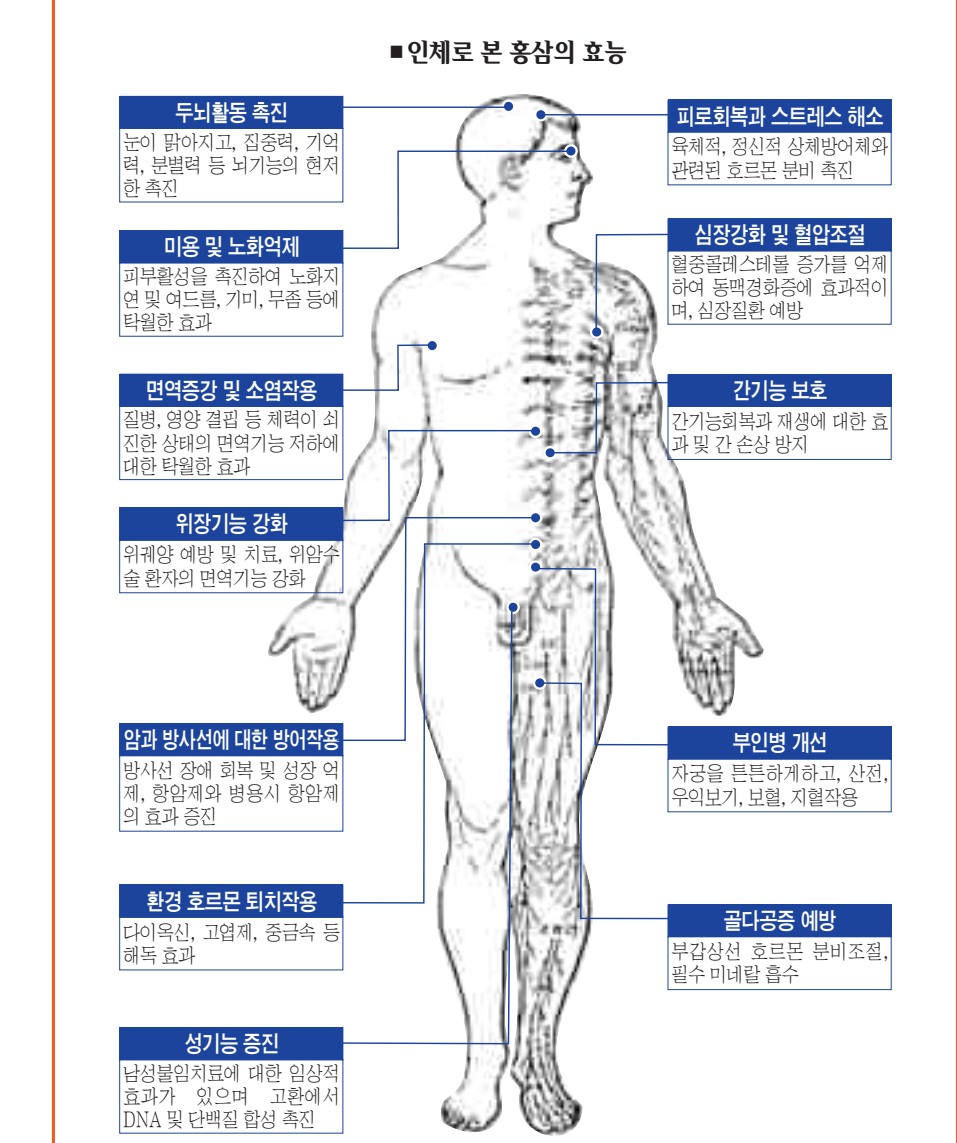 ■인체로 본 홍삼의 효능
두뇌활동 촉진
눈이 맑아지고, 집중력, 기억
력, 분별력 등 뇌기능의 현저
한 촉진
미용 및 노화억제
피부활성을 촉진하여 노화지
연 및 여드름, 기미, 무좀 등에
탁월한 효과
면역증강 및 소염작용
질병, 영양 결핍 등 체력이 쇠
진한 상태의 면역기능 저하에
대한 탁월한 효과
위장기능 강화
위궤양 예방 및 치료, 위암수
술 환자의 면역기능 강화
암과 방사선에 대한 방어작용
방사선 장애 회복 및 성장 억
제, 항암제와 병용시 항암제
의 효과 증진
환경 호르몬 퇴치작용
다이옥신, 고엽제, 중금속 등
해독 효과
성기능 증진
남성불임치료에 대한 임상적
효과가 있으며 고환에서
DNA 및 단백질 합성 촉진
피로회복과 스트레스 해소
육체적, 정신적 상체방어체와
관련된 호르몬 분비 촉진
심장강화 및 혈압조절
혈중콜레스테롤 증가를 억제
하여 동맥경화증에 효과적이
며, 심장질환 예방
간기능 보호
간기능회복과 재생에 대한 효
과 및 간 손상 방지
부인병 개선
자궁을 튼튼하게하고, 산전,
우익보기, 보혈, 지혈작용
골다공증 예방
부갑상선 호르몬 분비조절,
필수 미네랄 흡수